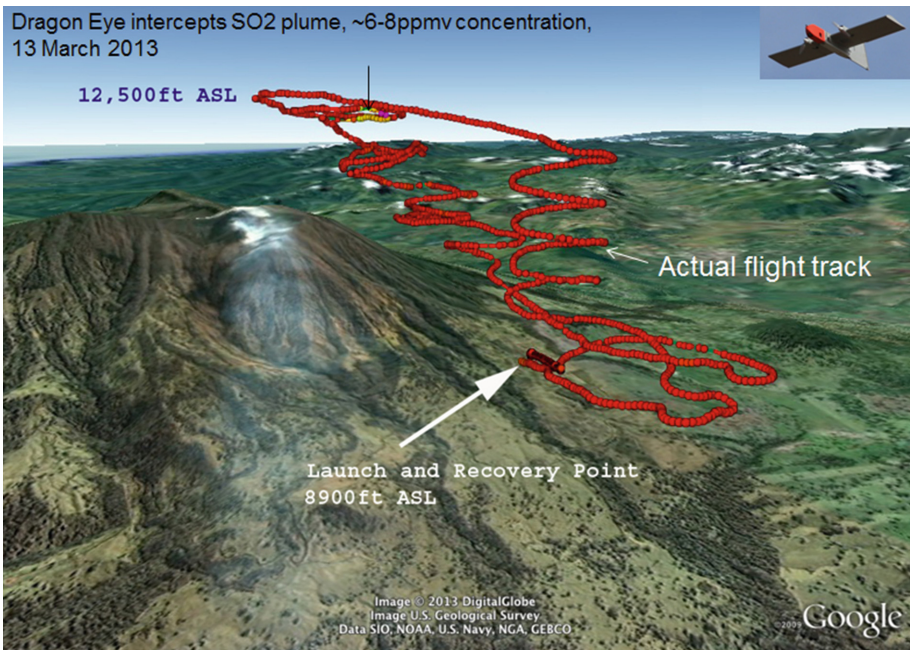 Dragon Eye intercepts SO2 plume, ~6-8ppmv concentration,
13 March 2013
12,500ft ASL
Actual flight track
Launch and Recovery Point
8900ft ASL
Image © 2013 DigitalGlobe
Image U.S. Geological Survey
Data SIO, NOAA, U.S. Navy, NGA, GEBCO
©2009 Google